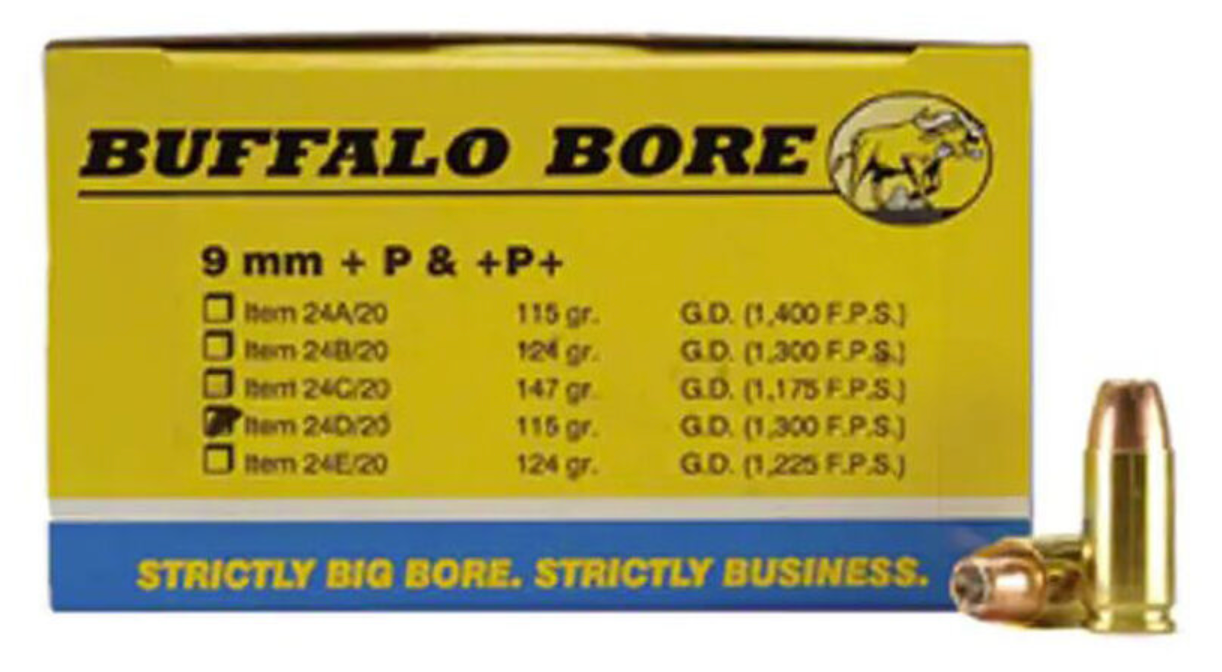 BUFFALO BORE
9 mm + P & +P+
Item 24A/20 115 gr. G.D. (1,400 F.P.S.)
Item 24B/20 124 gr. G.D. (1,300 F.P.S.)
Item 24C/20 147 gr. G.D. (1,175 F.P.S.)
Item 24D/20 115 gr. G.D. (1,300 F.P.S.)
Item 24E/20 124 gr. G.D. (1,225 F.P.S.)
STRICTLY BIG BORE. STRICTLY BUSINESS.